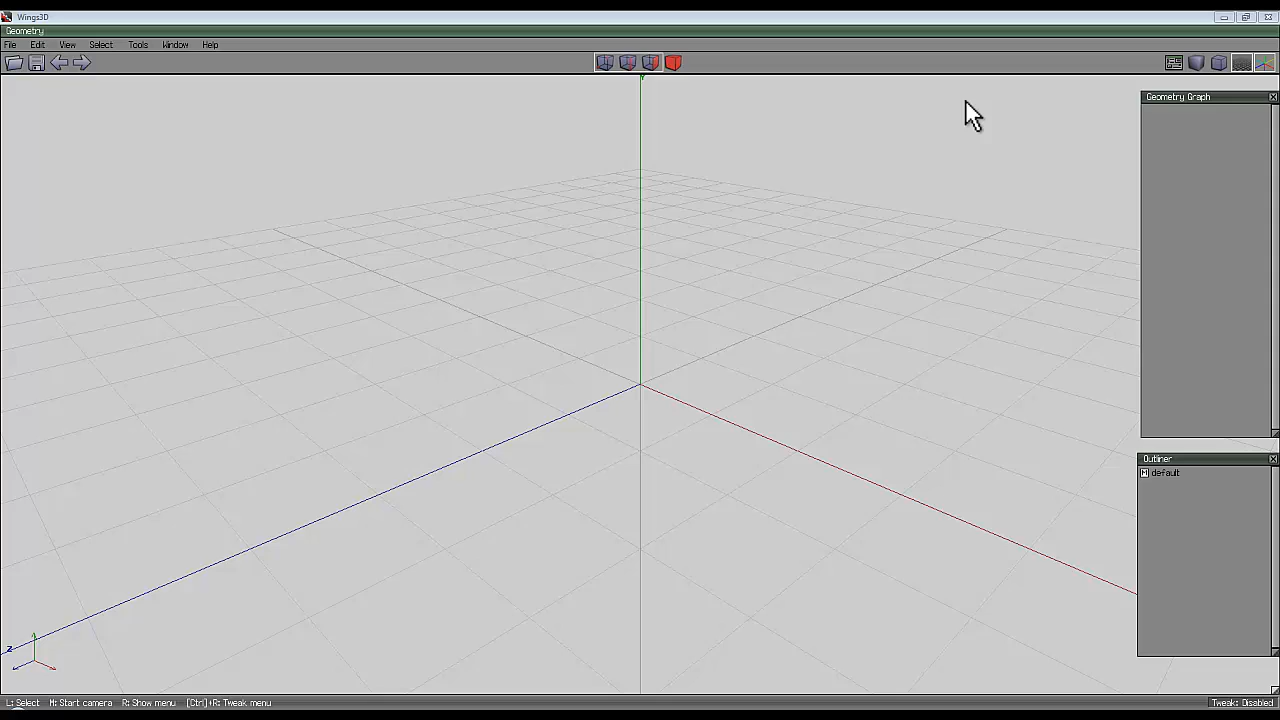 Wings3D
Geometry
File Edit View Select Tools Window Help
Y
Geometry Graph
Outliner
M default
Z
L: Select M: Start camera R: Show menu [Ctrl]+R: Tweak menu
Tweak: Disabled